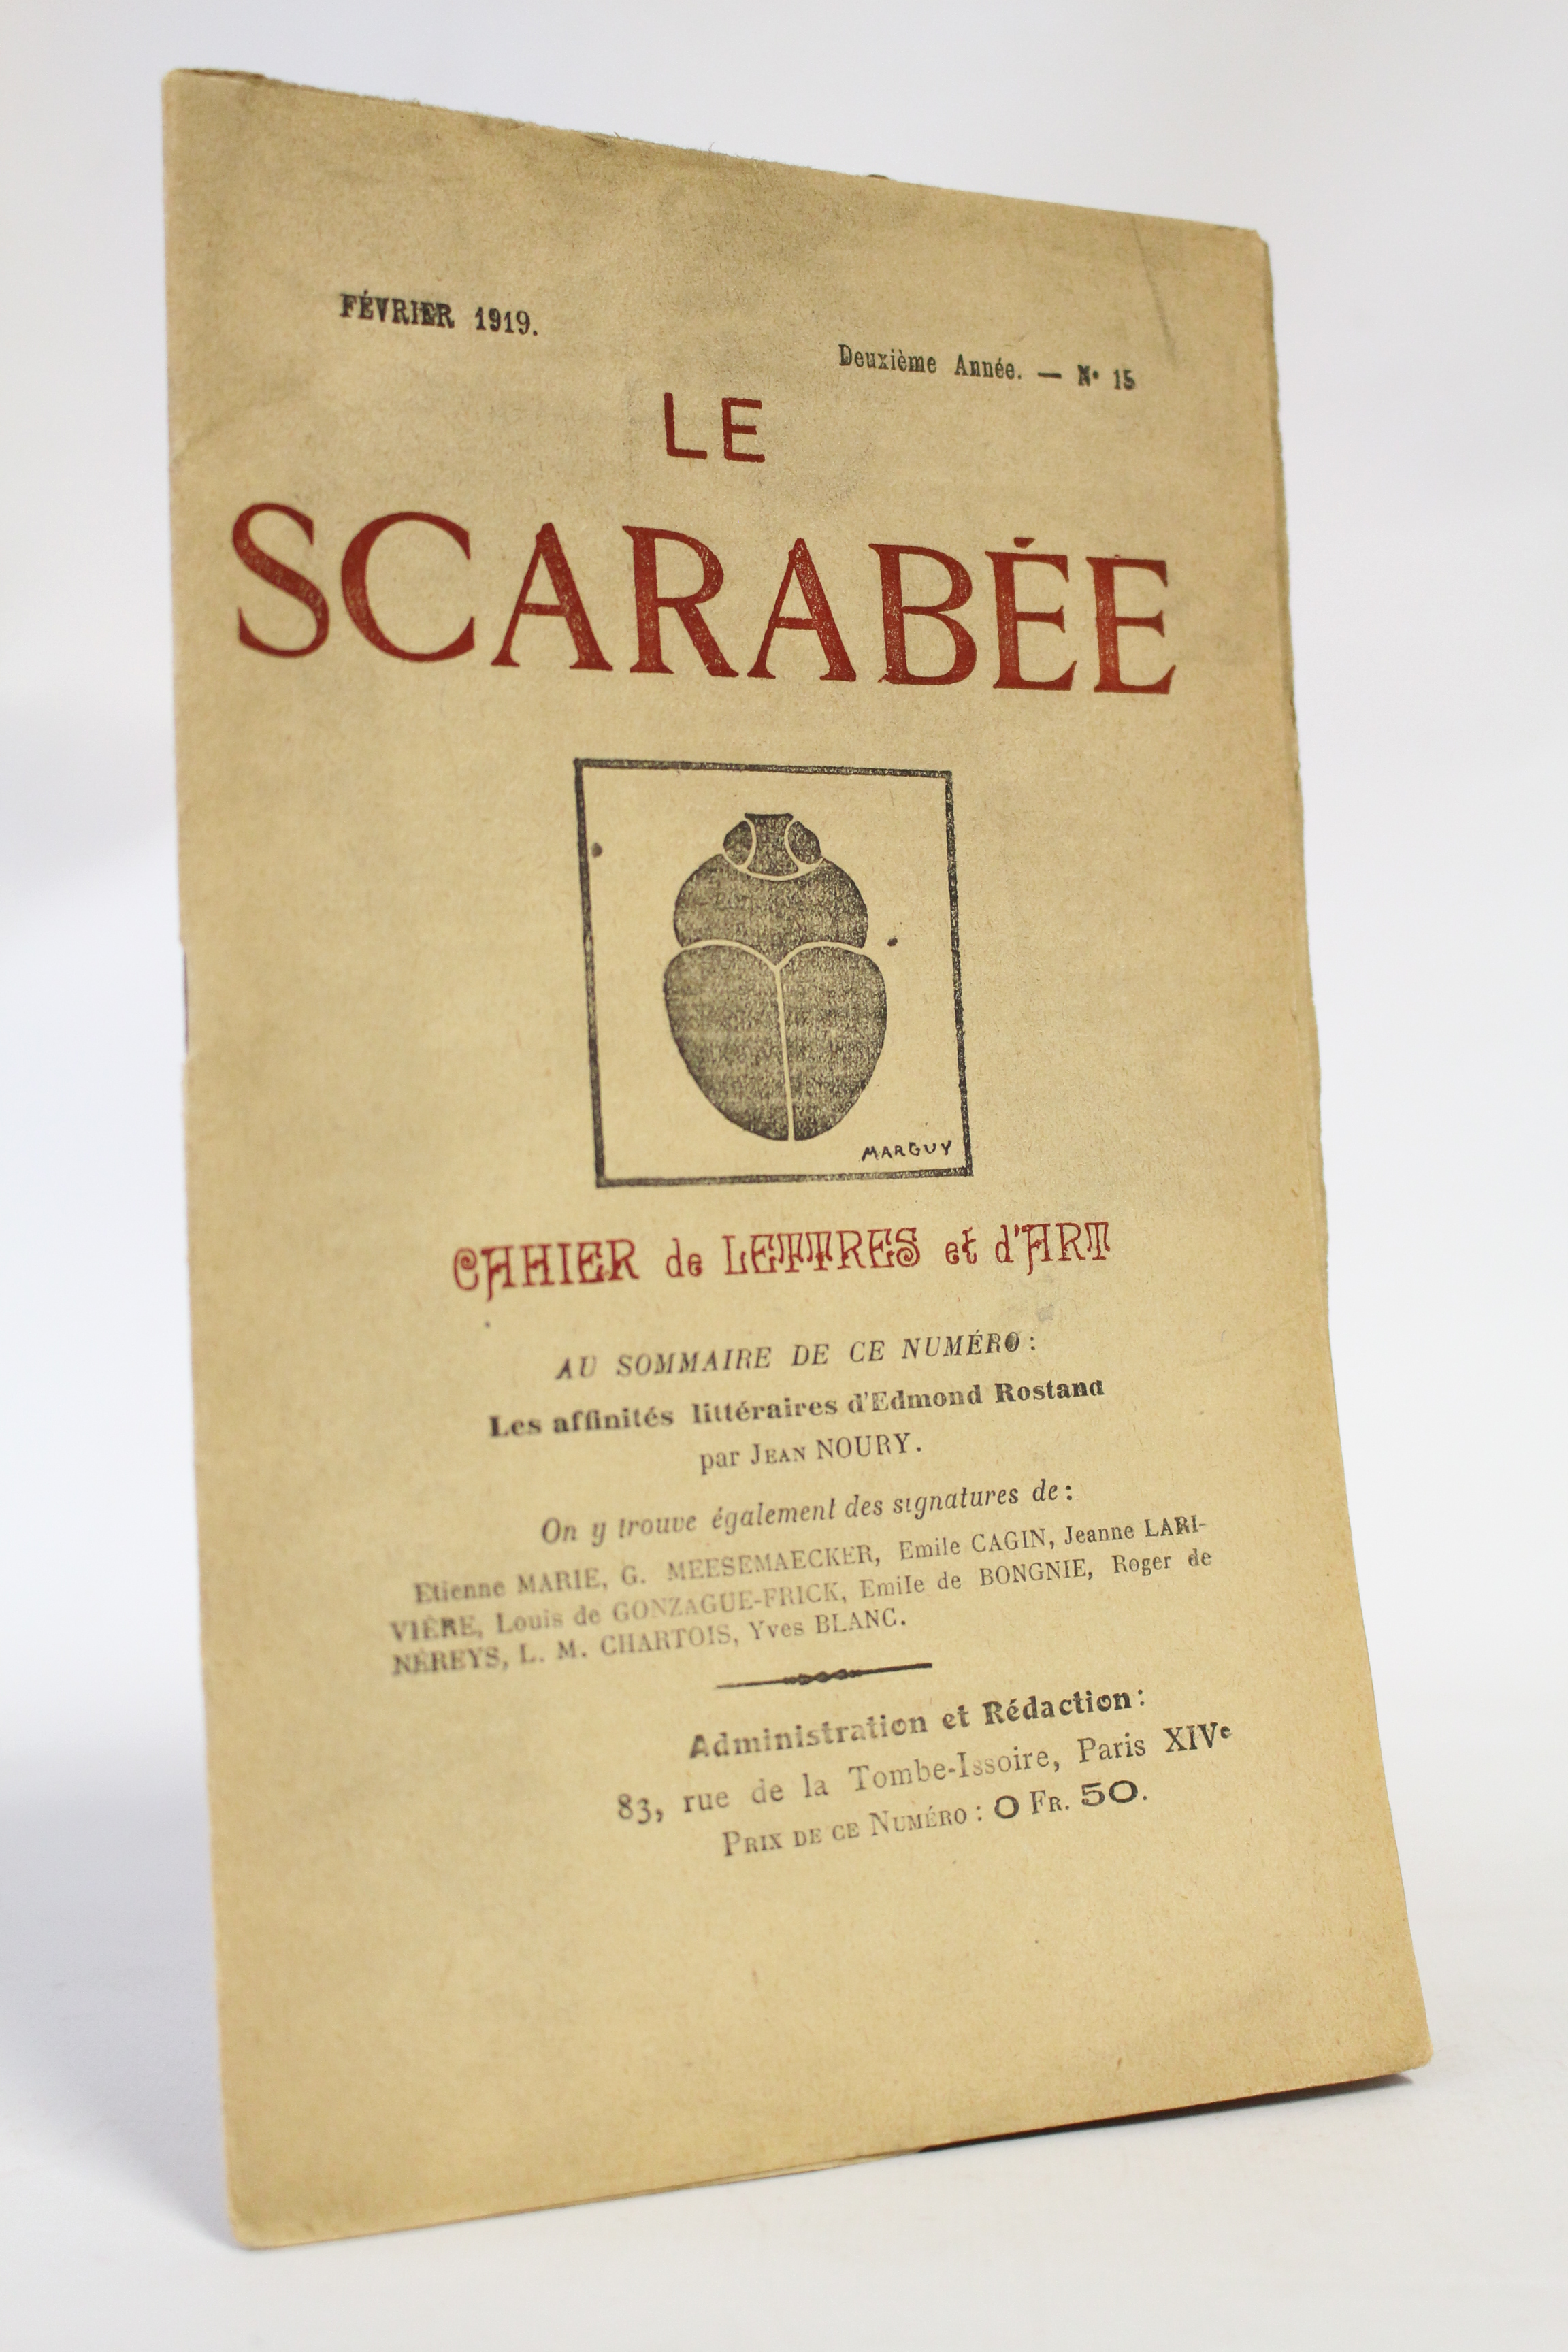 FÉVRIER 1919.
Deuxième Année. — N° 15
LE
SCARABÉE
MARGUY
CAHIER de LETTRES et d'ART
AU SOMMAIRE DE CE NUMÉRO :
Les affinités littéraires d'Edmond Rostand
par JEAN NOURY.
On y trouve également des signatures de :
Etienne MARIE, G. MEESEMAECKER, Emile CAGIN, Jeanne LARI-
VIÈRE, Louis de GONZAGUE-FRICK, Emile de BONGNIE, Roger de
NÉREYS, L. M. CHARTOIS, Yves BLANC.
Administration et Rédaction :
83, rue de la Tombe-Issoire, Paris XIVe
PRIX DE CE NUMÉRO : 0 FR. 50.